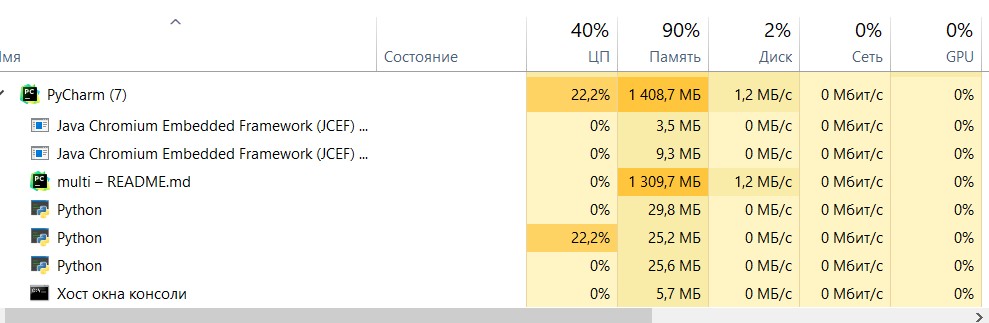 40% 90% 2% 0% 0%
Имя Состояние ЦП Память Диск Сеть GPU
PyCharm (7) 22,2% 1 408,7 МБ 1,2 МБ/с 0 Мбит/с 0%
Java Chromium Embedded Framework (JCEF) ... 0% 3,5 МБ 0 МБ/с 0 Мбит/с 0%
Java Chromium Embedded Framework (JCEF) ... 0% 9,3 МБ 0 МБ/с 0 Мбит/с 0%
multi – README.md 0% 1 309,7 МБ 1,2 МБ/с 0 Мбит/с 0%
Python 0% 29,8 МБ 0 МБ/с 0 Мбит/с 0%
Python 22,2% 25,2 МБ 0 МБ/с 0 Мбит/с 0%
Python 0% 25,6 МБ 0 МБ/с 0 Мбит/с 0%
Хост окна консоли 0% 5,7 МБ 0 МБ/с 0 Мбит/с 0%